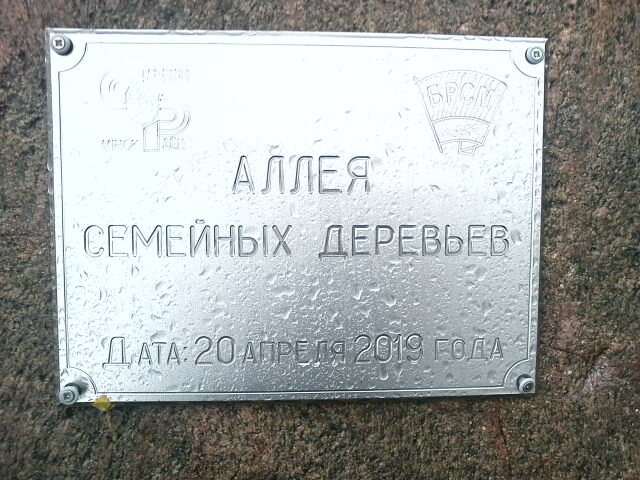 БРСМ
АЛЛЕЯ
СЕМЕЙНЫХ ДЕРЕВЬЕВ
ДАТА: 20 АПРЕЛЯ 2019 ГОДА